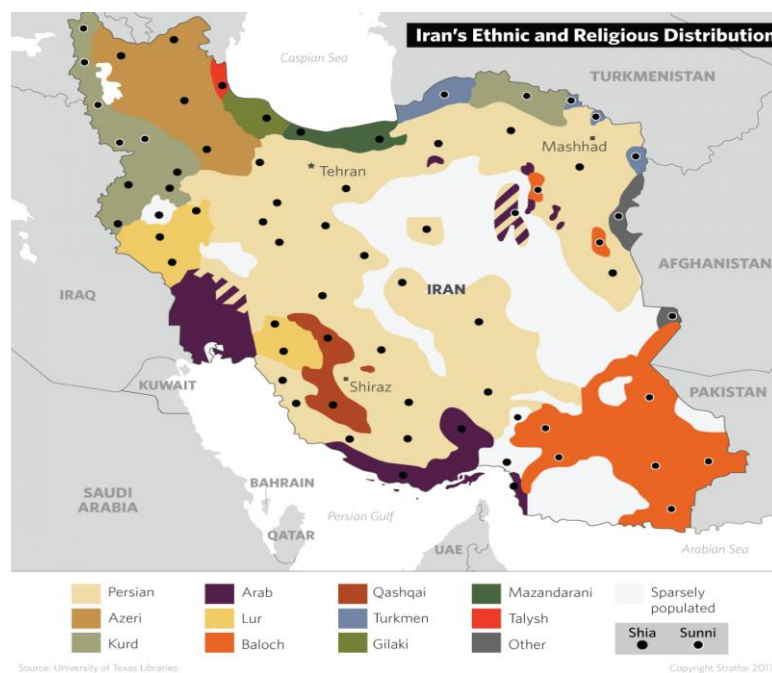 Iran's Ethnic and Religious Distribution
Caspian Sea
TURKMENISTAN
Mashhad
Tehran
AFGHANISTAN
IRAQ
IRAN
KUWAIT
Shiraz
PAKISTAN
BAHRAIN
SAUDI
ARABIA
Persian Gulf
QATAR
UAE
Arabian Sea
Persian
Arab
Qashqai
Mazandarani
Sparsely
populated
Azeri
Lur
Turkmen
Talysh
Kurd
Baloch
Gilaki
Other
Shia
Sunni
Source: University of Texas Libraries
Copyright Stratfor 2017